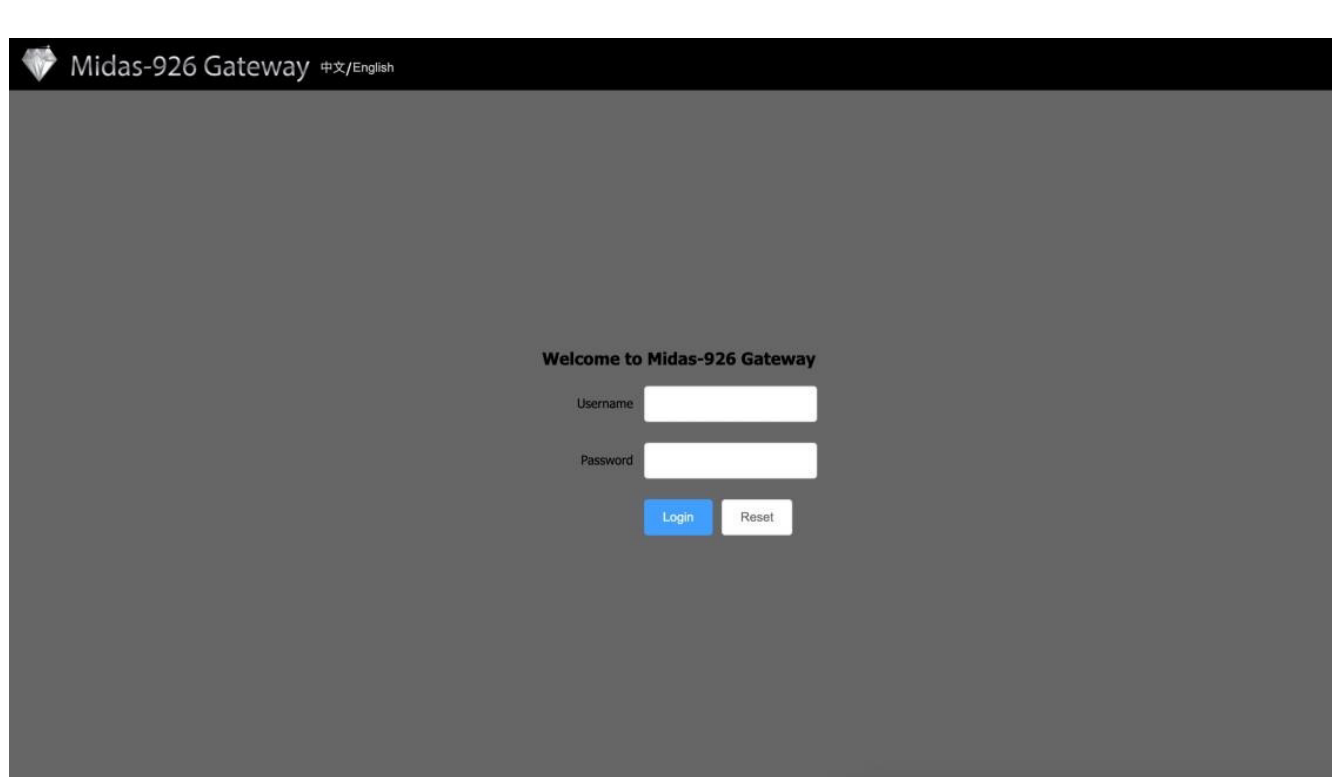 Midas-926 Gateway 中文/English
Welcome to Midas-926 Gateway
Username
Password
Login Reset